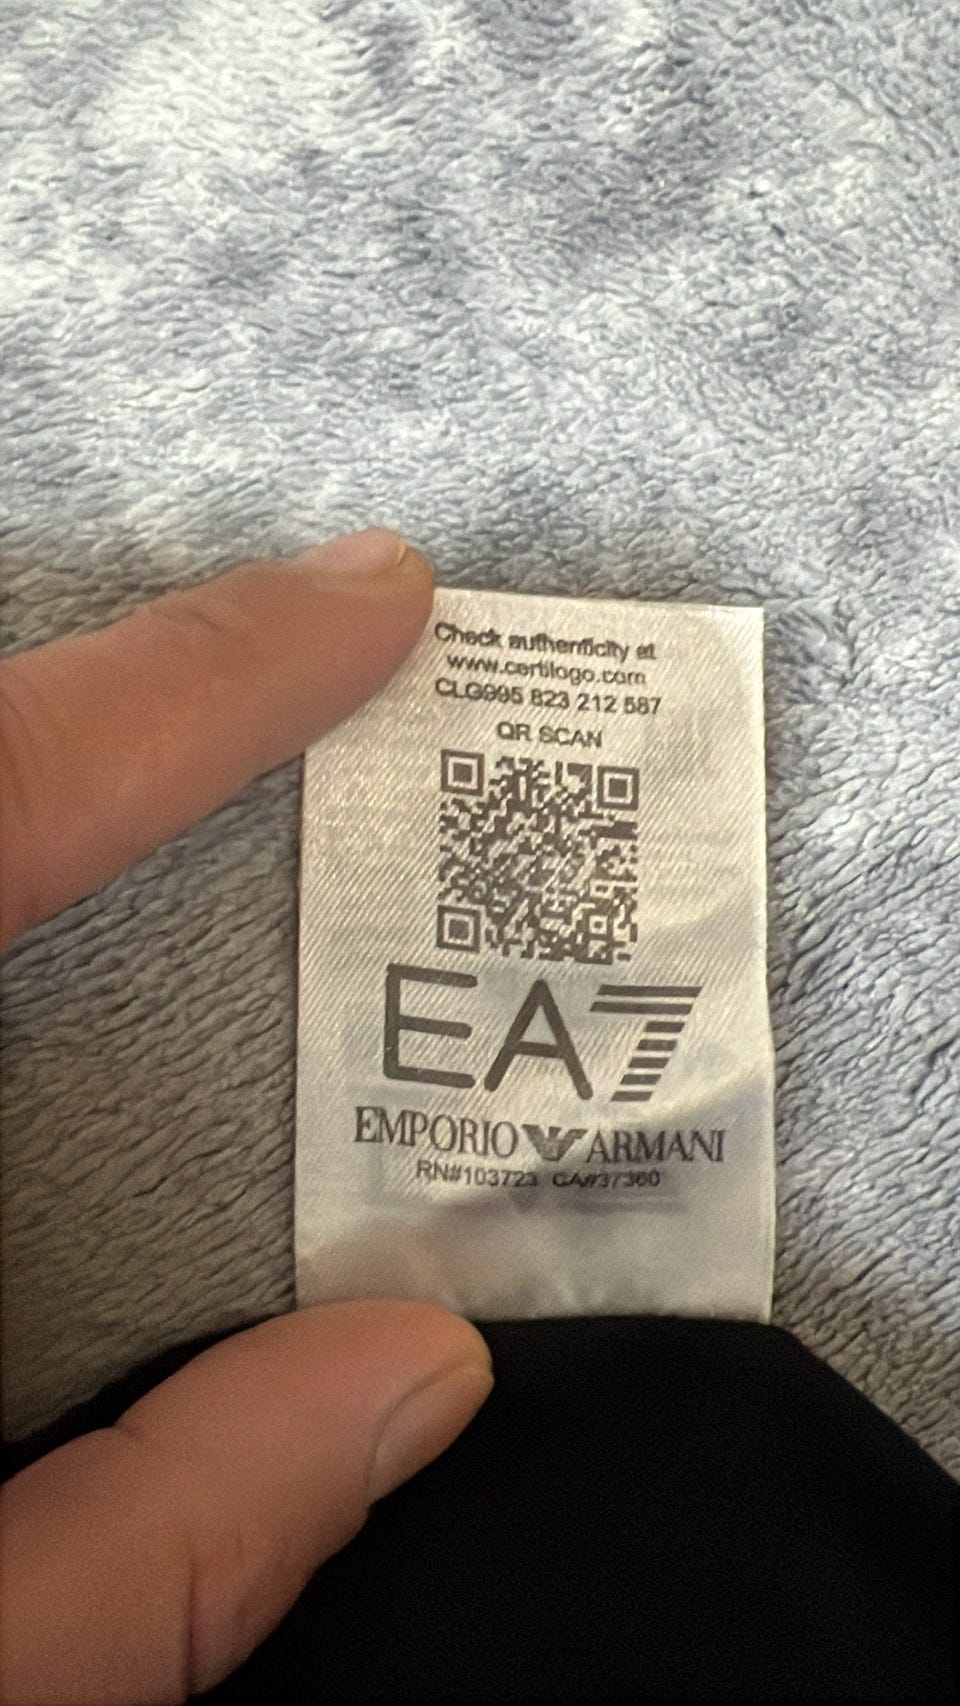 Check authenticity at
www.certilogo.com
CLG995 823 212 587
QR SCAN
EA7
EMPORIO ARMANI
RN#103723 CA#37360